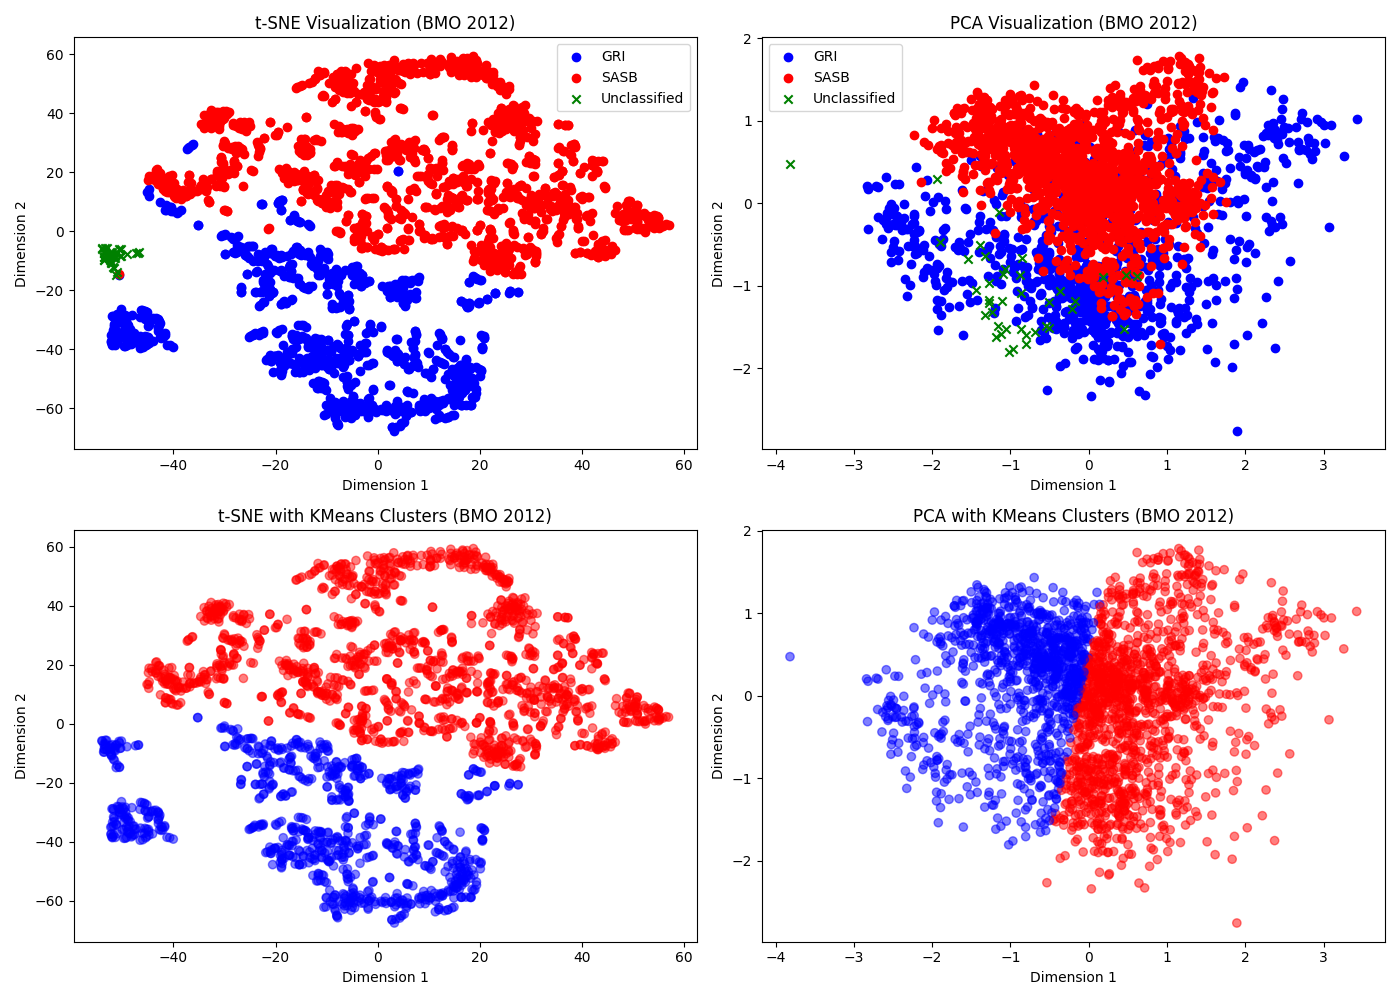 t-SNE Visualization (BMO 2012)
GRI
SASB
Unclassified
60
40
20
0
−20
−40
−60
Dimension 2
−40
−20
0
20
40
60
Dimension 1
PCA Visualization (BMO 2012)
GRI
SASB
Unclassified
2
1
0
−1
−2
Dimension 2
−4
−3
−2
−1
0
1
2
3
Dimension 1
t-SNE with KMeans Clusters (BMO 2012)
60
40
20
0
−20
−40
−60
Dimension 2
−40
−20
0
20
40
60
Dimension 1
PCA with KMeans Clusters (BMO 2012)
2
1
0
−1
−2
Dimension 2
−4
−3
−2
−1
0
1
2
3
Dimension 1